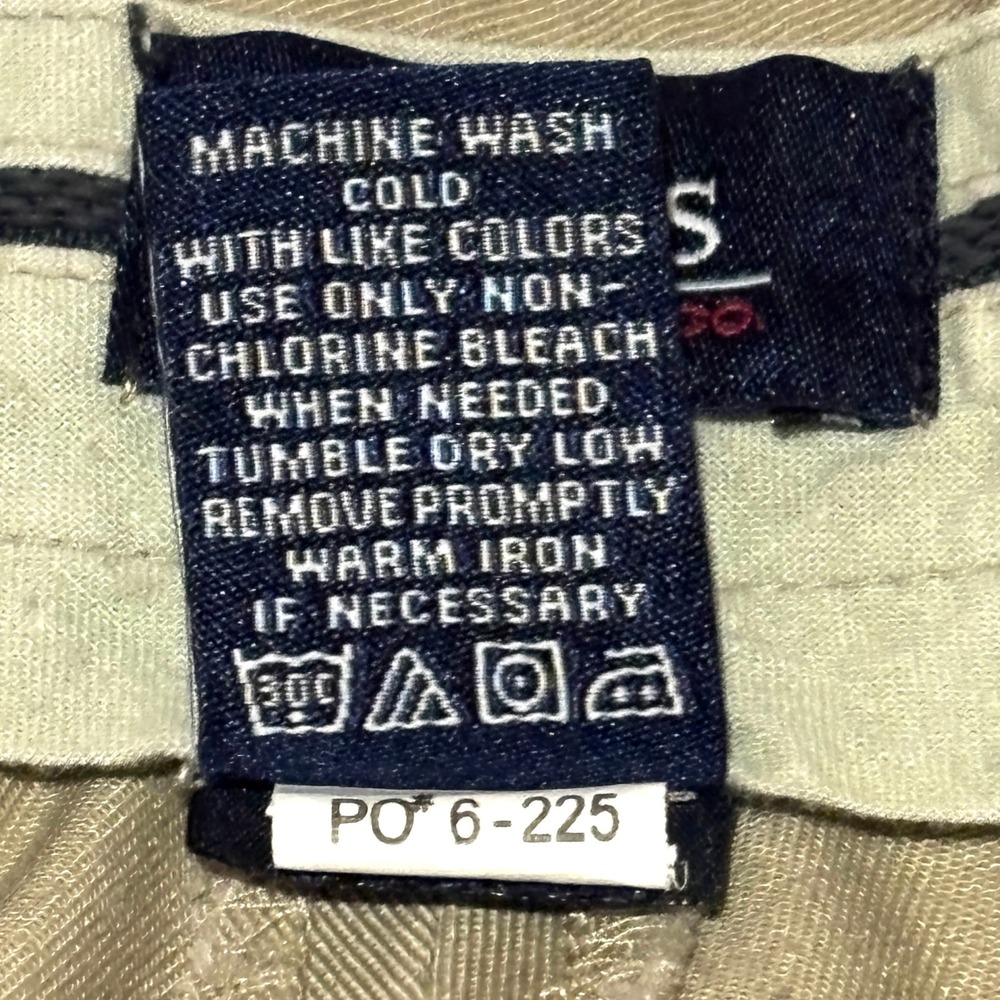 MACHINE WASH
COLD
WITH LIKE COLORS
USE ONLY NON-
CHLORINE BLEACH
WHEN NEEDED
TUMBLE DRY LOW
REMOVE PROMPTLY
WARM IRON
IF NECESSARY
30C
PO# 6-225
S